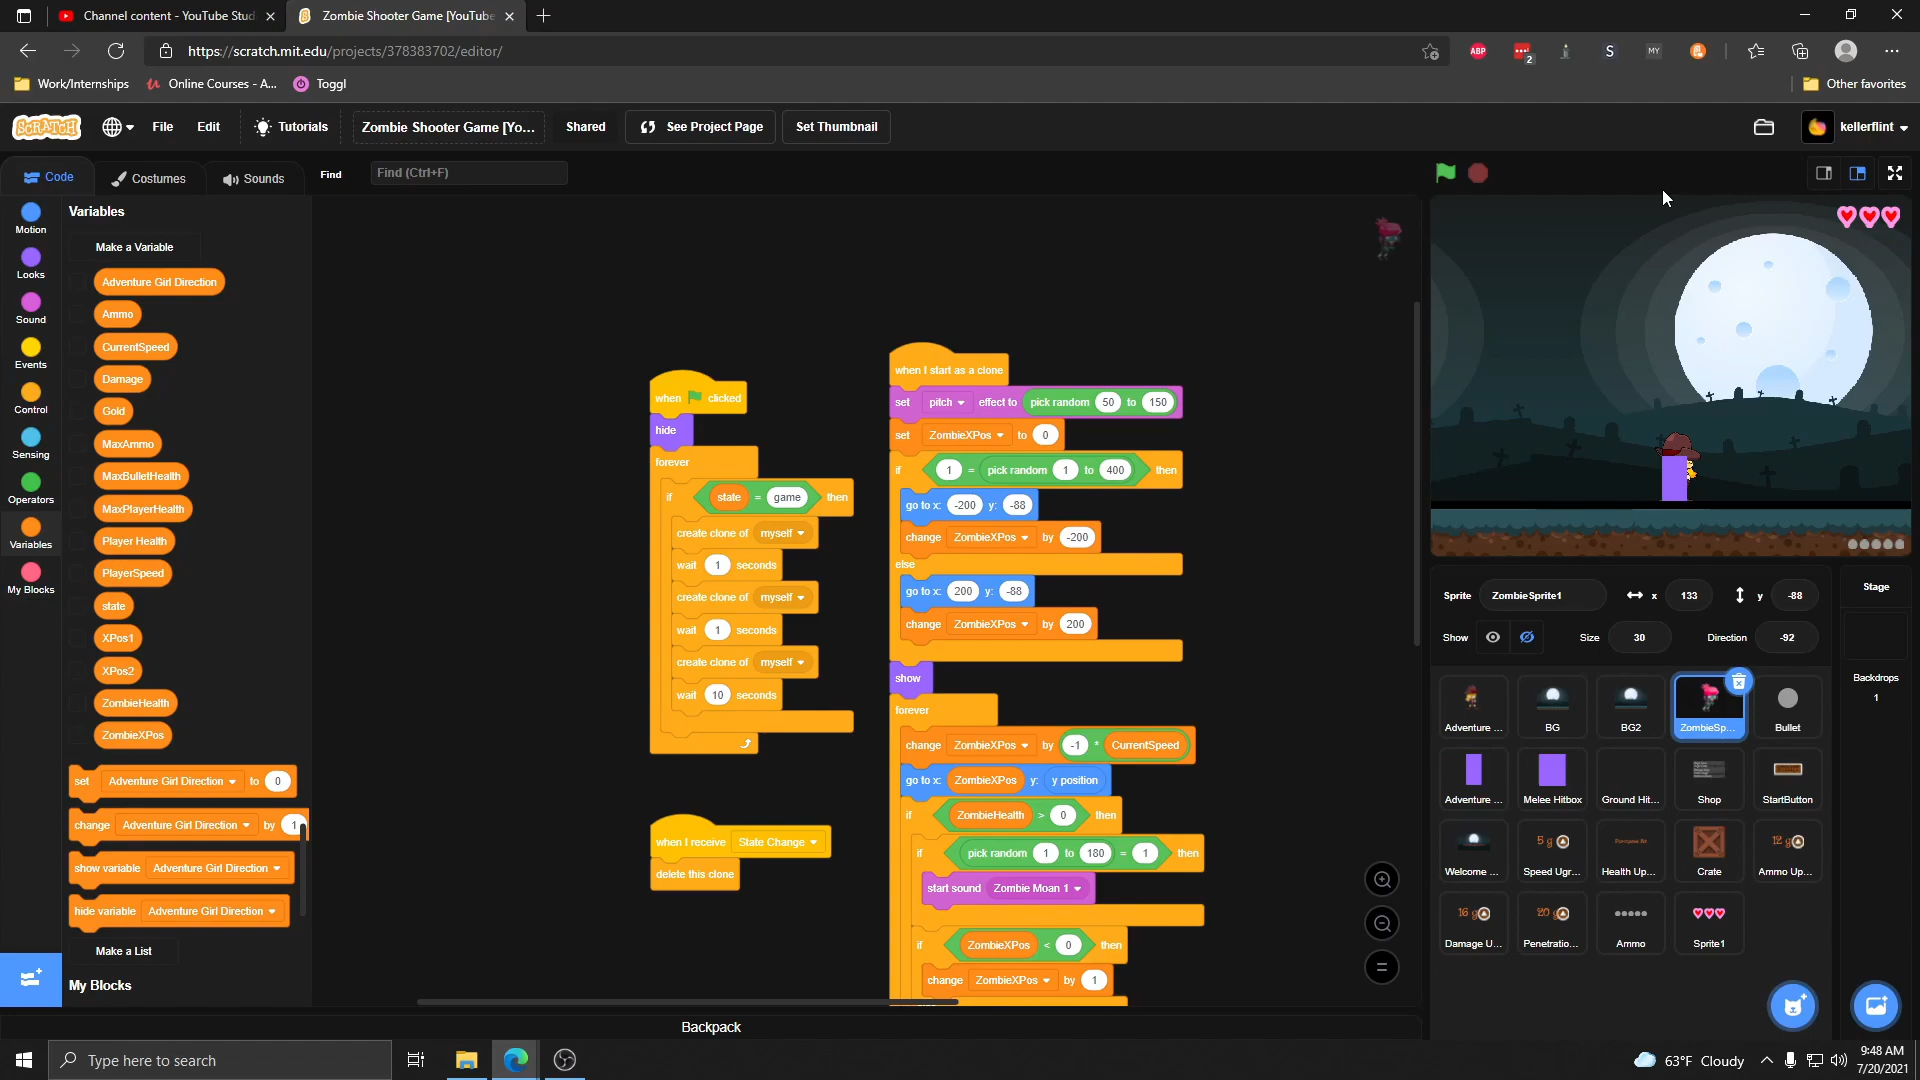 Channel content - YouTube Stud
Zombie Shooter Game [YouTube
https://scratch.mit.edu/projects/378383702/editor/
ABP
2
S
MY
Work/Internships
Online Courses - A...
Toggl
Other favorites
SCRATCH
File
Edit
Tutorials
Zombie Shooter Game [Yo...
Shared
See Project Page
Set Thumbnail
kellerflint
Code
Costumes
Sounds
Find
Find (Ctrl+F)
Motion
Looks
Sound
Events
Control
Sensing
Operators
Variables
My Blocks
Variables
Make a Variable
Adventure Girl Direction
Ammo
CurrentSpeed
Damage
Gold
MaxAmmo
MaxBulletHealth
MaxPlayerHealth
Player Health
PlayerSpeed
state
XPos1
XPos2
ZombieHealth
ZombieXPos
set Adventure Girl Direction to 0
change Adventure Girl Direction by 1
show variable Adventure Girl Direction
hide variable Adventure Girl Direction
Make a List
My Blocks
when clicked
hide
forever
if state = game then
create clone of myself
wait 1 seconds
create clone of myself
wait 1 seconds
create clone of myself
wait 10 seconds
when I receive State Change
delete this clone
when I start as a clone
set pitch effect to pick random 50 to 150
set ZombieXPos to 0
if 1 = pick random 1 to 400 then
go to x: -200 y: -88
change ZombieXPos by -200
else
go to x: 200 y: -88
change ZombieXPos by 200
show
forever
change ZombieXPos by -1 * CurrentSpeed
go to x: ZombieXPos y: y position
if ZombieHealth > 0 then
if pick random 1 to 180 = 1 then
start sound Zombie Moan 1
if ZombieXPos < 0 then
change ZombieXPos by 1
Backpack
Sprite ZombieSprite1 x 133 y -88
Show Size 30 Direction -92
Stage
Backdrops
1
Adventure ...
BG
BG2
ZombieSp...
Bullet
Adventure ...
Melee Hitbox
Ground Hit...
Shop
StartButton
5 g
12 g
Welcome ...
Speed Ugr...
Health Up...
Crate
Ammo Up...
16 g
20 g
Damage U...
Penetratio...
Ammo
Sprite1
Type here to search
63°F Cloudy
9:48 AM
7/20/2021